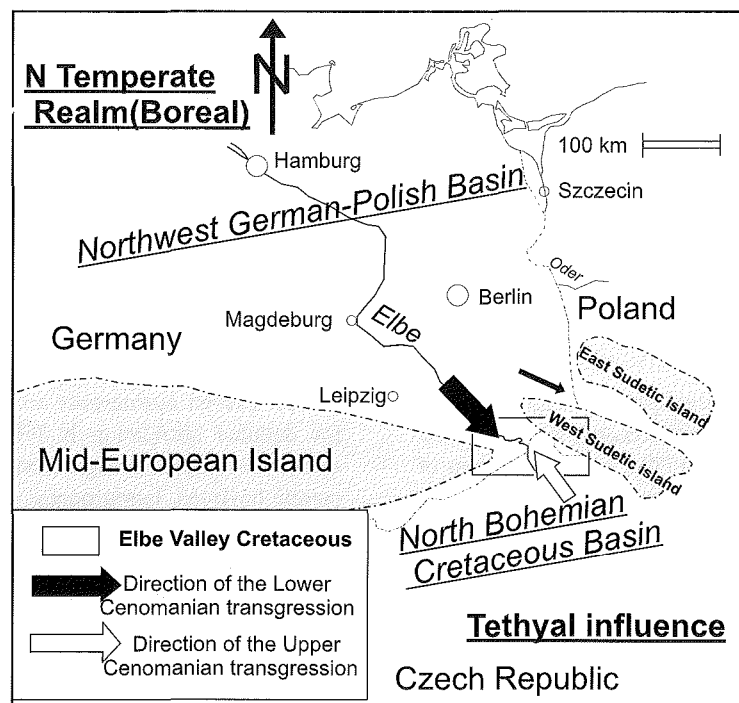 N Temperate
Realm(Boreal)
N
Hamburg
100 km
Szczecin
Northwest German-Polish Basin
Oder
Berlin
Poland
Magdeburg
Elbe
Germany
East Sudetic island
Leipzig
West Sudetic island
Mid-European Island
North Bohemian
Cretaceous Basin
Elbe Valley Cretaceous
Direction of the Lower
Cenomanian transgression
Direction of the Upper
Cenomanian transgression
Tethyal influence
Czech Republic